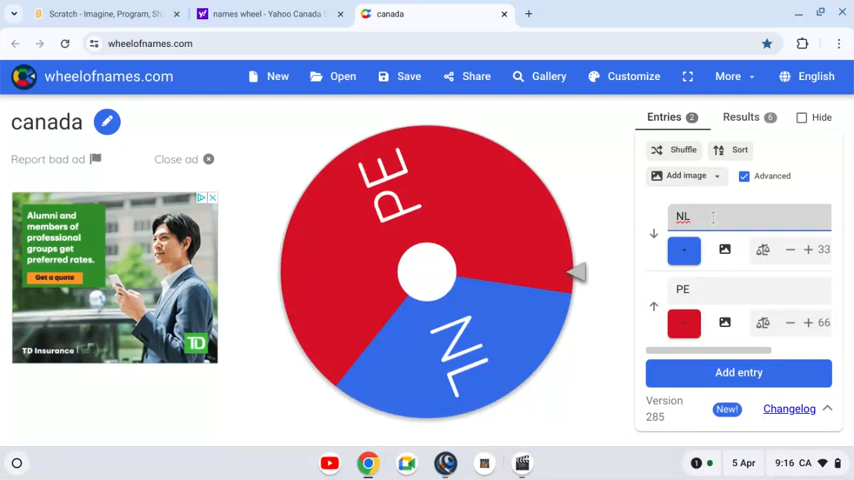 Scratch - Imagine, Program, Sh
names wheel - Yahoo Canada S
canada
wheelofnames.com
wheelofnames.com
New
Open
Save
Share
Gallery
Customize
More
English
canada
Report bad ad
Close ad
Alumni and
members of
professional
groups get
preferred rates.
Get a quote
TD Insurance
TD
PE
NL
Entries 2
Results 6
Hide
Shuffle
Sort
Add image
Advanced
NL
33
PE
66
Add entry
Version
285
New!
Changelog
1
5 Apr
9:16 CA